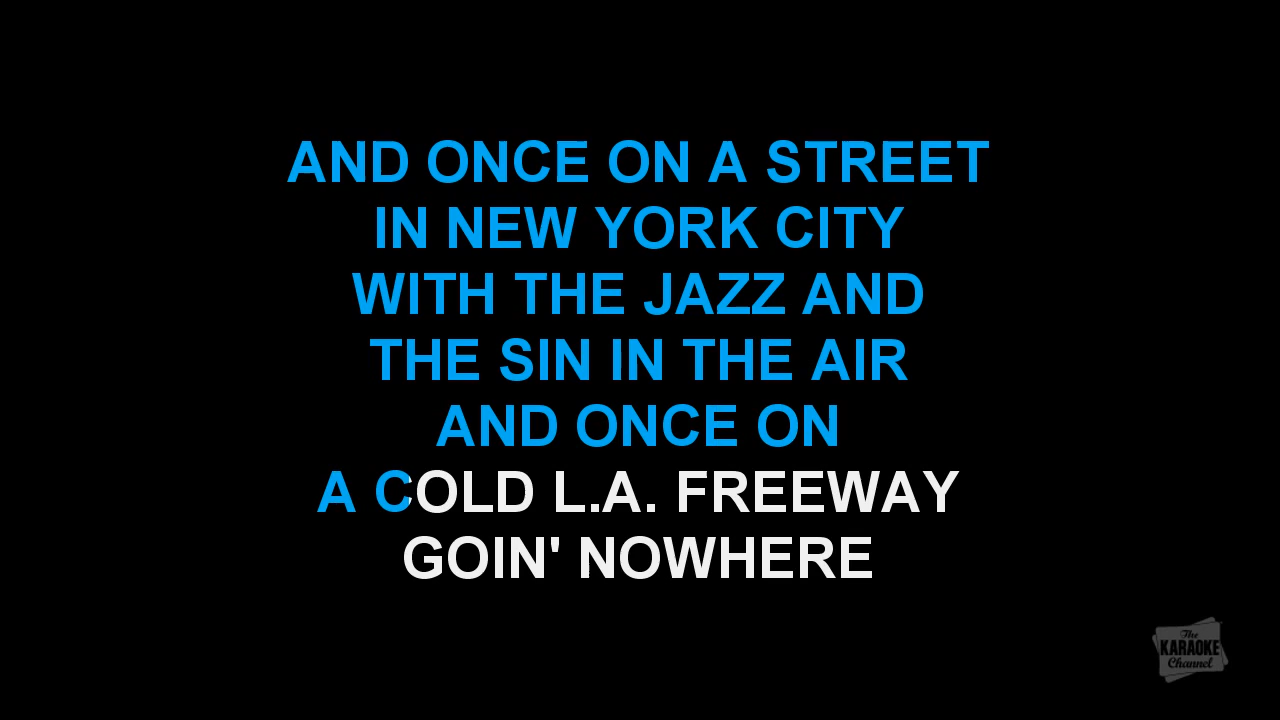 AND ONCE ON A STREET
IN NEW YORK CITY
WITH THE JAZZ AND
THE SIN IN THE AIR
AND ONCE ON
A COLD L.A. FREEWAY
GOIN' NOWHERE
The
KARAOKE
Channel